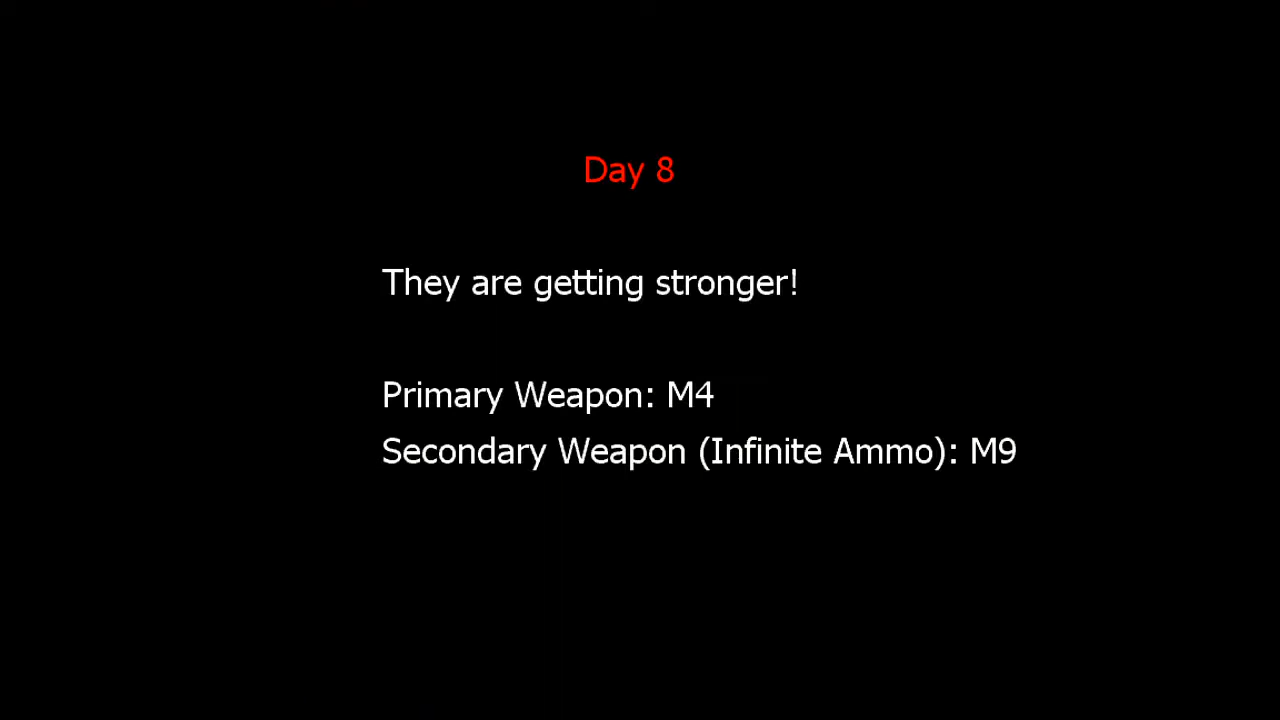 Day 8
They are getting stronger!
Primary Weapon: M4
Secondary Weapon (Infinite Ammo): M9